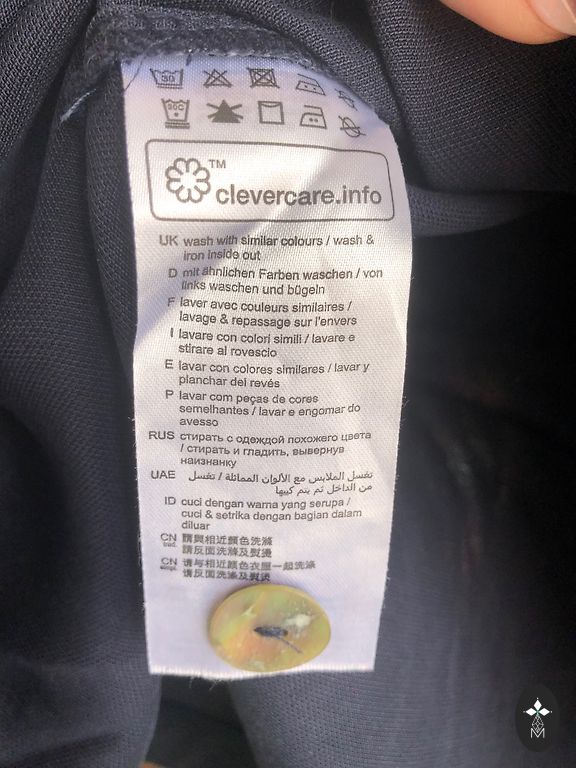 30
30C
TM
clevercare.info
UK wash with similar colours / wash &
iron inside out
D mit ähnlichen Farben waschen / von
links waschen und bügeln
F laver avec couleurs similaires /
lavage & repassage sur l'envers
I lavare con colori simili / lavare e
stirare al rovescio
E lavar con colores similares / lavar y
planchar del revés
P lavar com peças de cores
semelhantes / lavar e engomar do
avesso
RUS стирать с одеждой похожего цвета
/ стирать и гладить, вывернув
наизнанку
UAE تغسل الملابس مع الألوان المماثلة / تغسل
من الداخل ثم يتم كيها
ID cuci dengan warna yang serupa /
cuci & setrika dengan bagian dalam
diluar
CN trad. 請與相近顏色洗滌
請反面洗滌及熨燙
CN simpl. 请与相近颜色衣服一起洗涤
请反面洗涤及熨烫
M